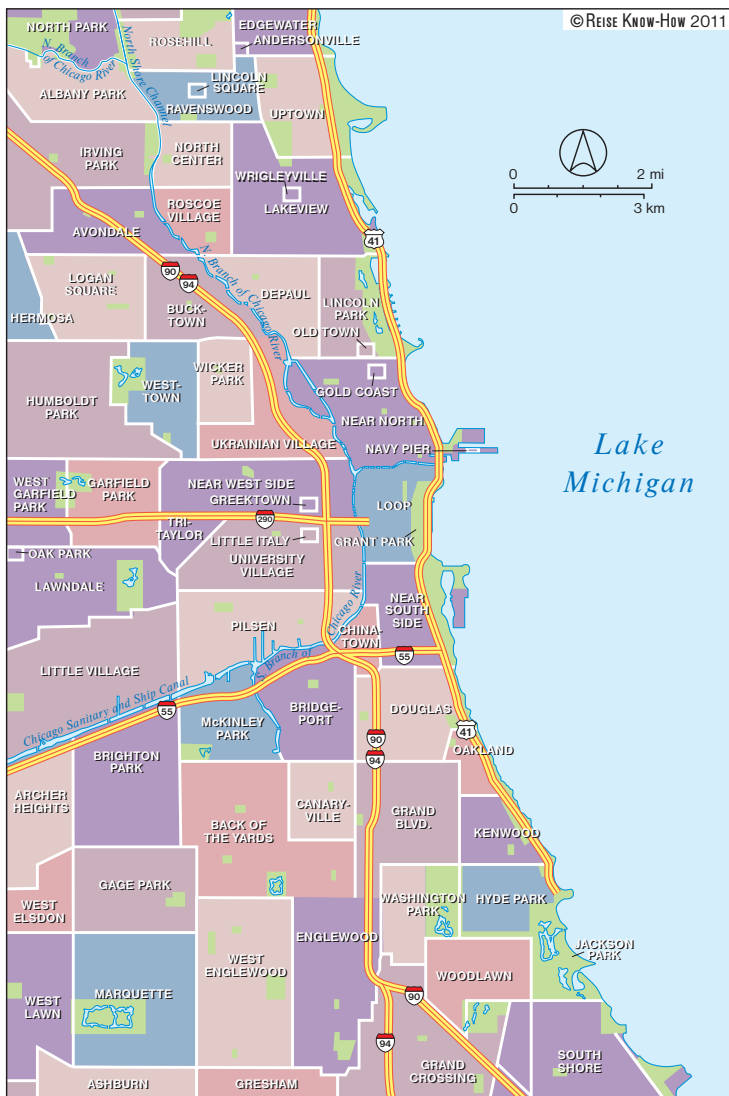 ©REISE KNOW-HOW 2011
NORTH PARK
EDGEWATER
ANDERSONVILLE
ROSEHILL
N. Branch
of Chicago River
North Shore Channel
LINCOLN
SQUARE
ALBANY PARK
RAVENSWOOD
UPTOWN
0 2 mi
0 3 km
IRVING
PARK
NORTH
CENTER
WRIGLEYVILLE
ROSCOE
VILLAGE
LAKEVIEW
AVONDALE
41
N. Branch of Chicago River
90
94
LOGAN
SQUARE
DEPAUL
LINCOLN
PARK
BUCK-
TOWN
HERMOSA
OLD TOWN
WICKER
PARK
WEST-
TOWN
GOLD COAST
HUMBOLDT
PARK
NEAR NORTH
UKRAINIAN VILLAGE
NAVY PIER
Lake
Michigan
WEST
GARFIELD
PARK
GARFIELD
PARK
NEAR WEST SIDE
GREEKTOWN
LOOP
TRI-
TAYLOR
290
LITTLE ITALY
GRANT PARK
OAK PARK
UNIVERSITY
VILLAGE
LAWNDALE
NEAR
SOUTH
SIDE
PILSEN
S. Branch of
Chicago River
CHINA-
TOWN
55
LITTLE VILLAGE
Chicago Sanitary and Ship Canal
55
McKINLEY
PARK
BRIDGE-
PORT
DOUGLAS
41
OAKLAND
90
94
BRIGHTON
PARK
ARCHER
HEIGHTS
CANARY-
VILLE
GRAND
BLVD.
BACK OF
THE YARDS
KENWOOD
GAGE PARK
WASHINGTON
PARK
HYDE PARK
WEST
ELSDON
ENGLEWOOD
JACKSON
PARK
WEST
ENGLEWOOD
WOODLAWN
MARQUETTE
90
WEST
LAWN
94
GRAND
CROSSING
SOUTH
SHORE
ASHBURN
GRESHAM